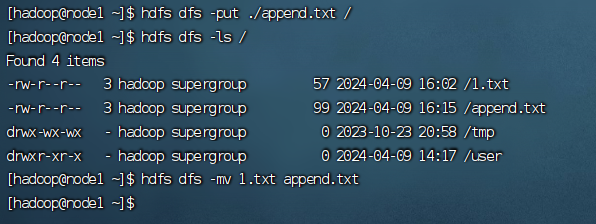 [hadoop@node1 ~]$ hdfs dfs -put ./append.txt /
[hadoop@node1 ~]$ hdfs dfs -ls /
Found 4 items
-rw-r--r--   3 hadoop supergroup         57 2024-04-09 16:02 /1.txt
-rw-r--r--   3 hadoop supergroup         99 2024-04-09 16:15 /append.txt
drwx-wx-wx   - hadoop supergroup          0 2023-10-23 20:58 /tmp
drwxr-xr-x   - hadoop supergroup          0 2024-04-09 14:17 /user
[hadoop@node1 ~]$ hdfs dfs -mv 1.txt append.txt
[hadoop@node1 ~]$